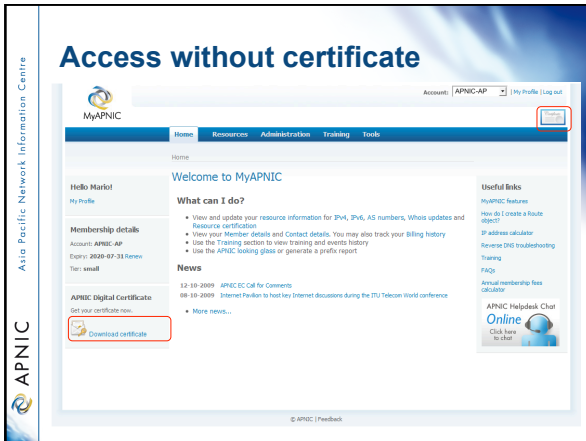 Access without certificate
Asia Pacific Network Information Centre
APNIC
MyAPNIC
Account: APNIC-AP | My Profile | Log out
Home Resources Administration Training Tools
Home
Hello Mario!
My Profile
Membership details
Account: APNIC-AP
Expiry: 2020-07-31 Renew
Tier: small
APNIC Digital Certificate
Get your certificate now.
Download certificate
Welcome to MyAPNIC
What can I do?
• View and update your resource information for IPv4, IPv6, AS numbers, Whois updates and
Resource certification
• View your Member details and Contact details. You may also track your Billing history
• Use the Training section to view training and events history
• Use the APNIC looking glass or generate a prefix report
News
12-10-2009 APNIC EC Call for Comments
08-10-2009 Internet Pavilion to host key Internet discussions during the ITU Telecom World conference
• More news...
Useful links
MyAPNIC features
How do I create a Route
object?
IP address calculator
Reverse DNS troubleshooting
Training
FAQs
Annual membership fees
calculator
APNIC Helpdesk Chat
Online
Click here
to chat
© APNIC | Feedback